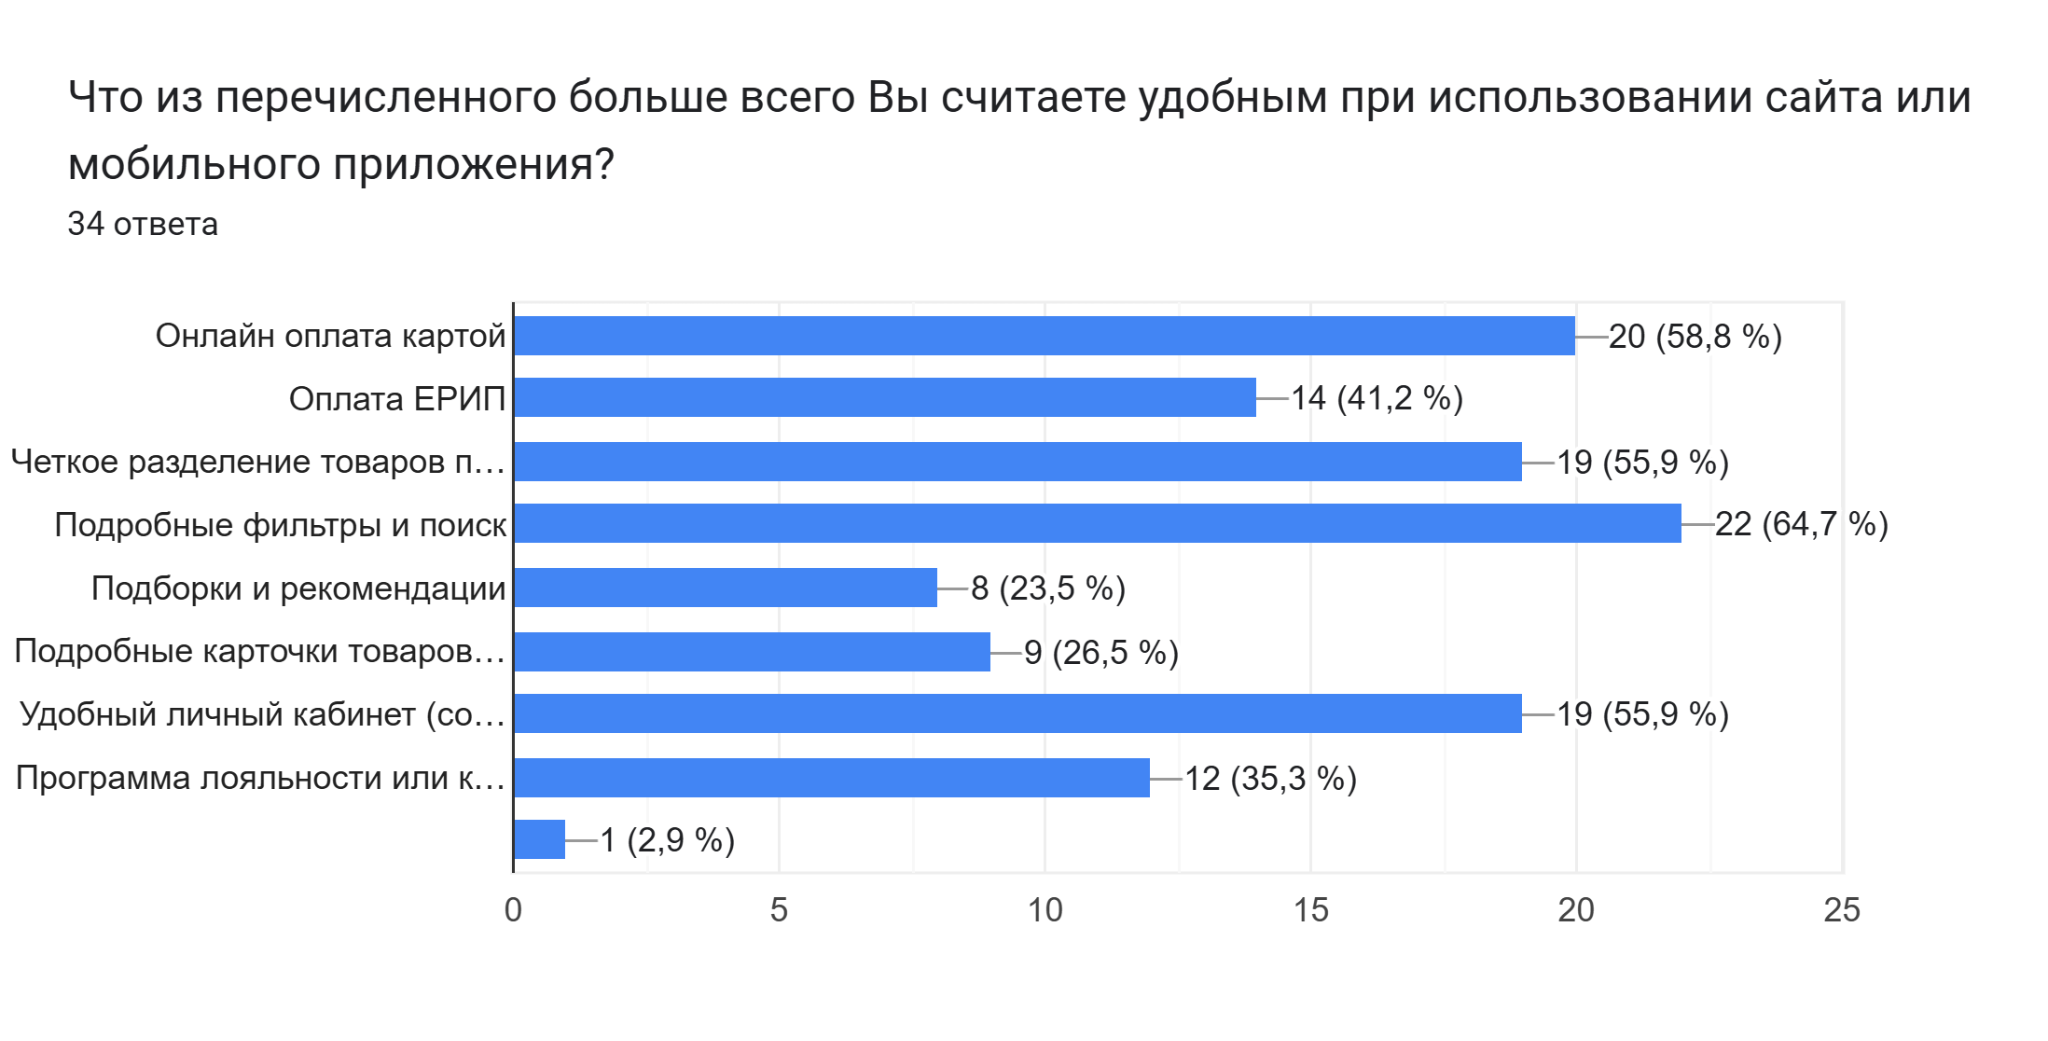 Что из перечисленного больше всего Вы считаете удобным при использовании сайта или
мобильного приложения?
34 ответа
Онлайн оплата картой 20 (58,8 %)
Оплата ЕРИП 14 (41,2 %)
Четкое разделение товаров п… 19 (55,9 %)
Подробные фильтры и поиск 22 (64,7 %)
Подборки и рекомендации 8 (23,5 %)
Подробные карточки товаров… 9 (26,5 %)
Удобный личный кабинет (со… 19 (55,9 %)
Программа лояльности или к… 12 (35,3 %)
1 (2,9 %)
0 5 10 15 20 25